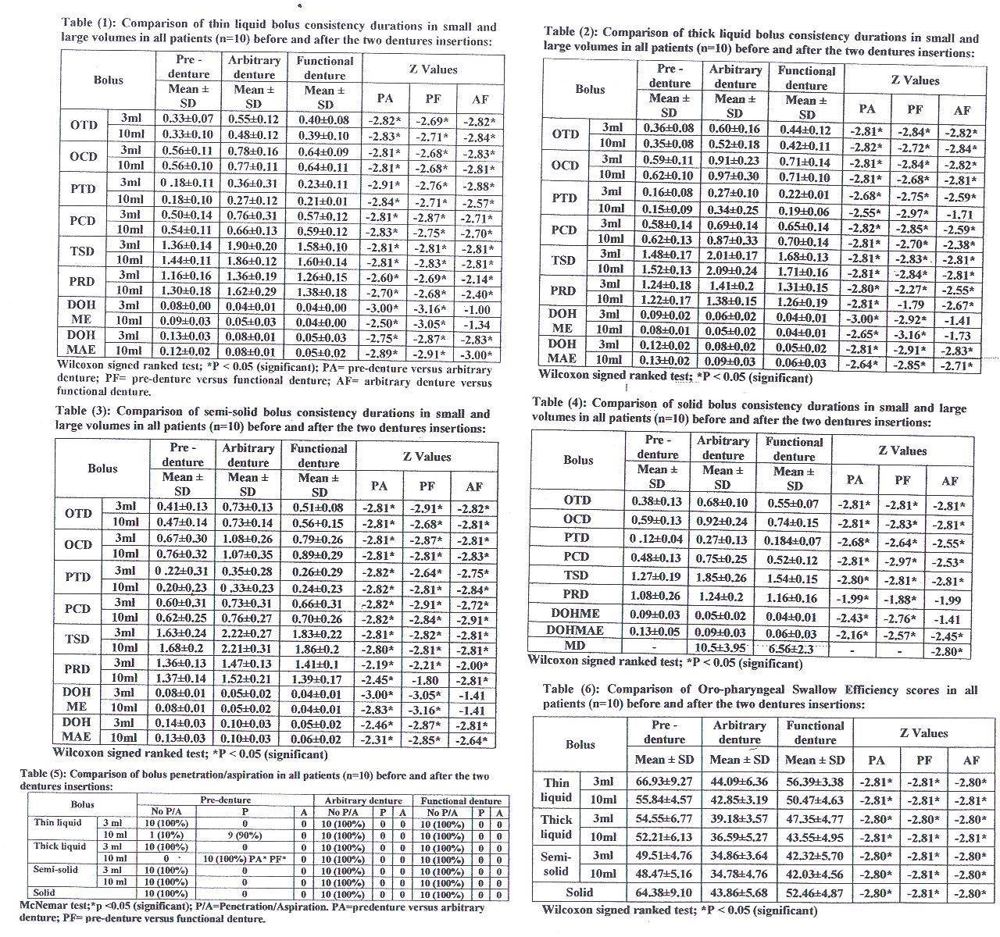 Table (1): Comparison of thin liquid bolus consistency durations in small and
large volumes in all patients (n=10) before and after the two dentures insertions:
Bolus Pre - denture Arbitrary denture Functional denture Z Values
Mean ± SD Mean ± SD Mean ± SD PA PF AF
OTD 3ml 0.33±0.07 0.55±0.12 0.40±0.08 -2.82* -2.69* -2.82*
10ml 0.33±0.10 0.48±0.12 0.39±0.10 -2.83* -2.71* -2.84*
OCD 3ml 0.56±0.11 0.78±0.16 0.64±0.09 -2.81* -2.68* -2.83*
10ml 0.56±0.10 0.77±0.11 0.64±0.11 -2.81* -2.68* -2.81*
PTD 3ml 0 .18±0.11 0.36±0.31 0.23±0.11 -2.91* -2.76* -2.88*
10ml 0.18±0.10 0.27±0.12 0.21±0.01 -2.84* -2.71* -2.57*
PCD 3ml 0.50±0.14 0.76±0.31 0.57±0.12 -2.81* -2.87* -2.71*
10ml 0.54±0.11 0.66±0.13 0.59±0.12 -2.83* -2.75* -2.70*
TSD 3ml 1.36±0.14 1.90±0.20 1.58±0.10 -2.81* -2.81* -2.81*
10ml 1.44±0.11 1.86±0.12 1.60±0.14 -2.81* -2.83* -2.81*
PRD 3ml 1.16±0.16 1.36±0.19 1.26±0.15 -2.60* -2.69* -2.14*
10ml 1.30±0.18 1.62±0.29 1.38±0.18 -2.70* -2.68* -2.40*
DOH ME 3ml 0.08±0.00 0.04±0.01 0.04±0.00 -3.00* -3.16* -1.00
10ml 0.09±0.03 0.05±0.03 0.04±0.00 -2.50* -3.05* -1.34
DOH MAE 3ml 0.13±0.03 0.08±0.01 0.05±0.03 -2.75* -2.87* -2.83*
10ml 0.12±0.02 0.08±0.01 0.05±0.02 -2.89* -2.91* -3.00*
Wilcoxon signed ranked test; *P < 0.05 (significant); PA= pre-denture versus arbitrary
denture; PF= pre-denture versus functional denture; AF= arbitrary denture versus
functional denture.
Table (2): Comparison of thick liquid bolus consistency durations in small and
large volumes in all patients (n=10) before and after the two dentures insertions:
Bolus Pre - denture Arbitrary denture Functional denture Z Values
Mean ± SD Mean ± SD Mean ± SD PA PF AF
OTD 3ml 0.36±0.08 0.60±0.16 0.44±0.12 -2.81* -2.84* -2.82*
10ml 0.35±0.08 0.52±0.18 0.42±0.11 -2.82* -2.72* -2.84*
OCD 3ml 0.59±0.11 0.91±0.23 0.71±0.14 -2.81* -2.84* -2.82*
10ml 0.62±0.10 0.97±0.30 0.71±0.10 -2.81* -2.68* -2.81*
PTD 3ml 0.16±0.08 0.27±0.10 0.22±0.01 -2.68* -2.75* -2.59*
10ml 0.15±0.09 0.34±0.25 0.19±0.06 -2.55* -2.97* -1.71
PCD 3ml 0.58±0.14 0.69±0.14 0.65±0.14 -2.82* -2.85* -2.59*
10ml 0.62±0.13 0.87±0.33 0.70±0.14 -2.81* -2.70* -2.38*
TSD 3ml 1.48±0.17 2.01±0.17 1.68±0.13 -2.81* -2.83* -2.81*
10ml 1.52±0.13 2.09±0.24 1.71±0.16 -2.81* -2.84* -2.81*
PRD 3ml 1.24±0.18 1.41±0.2 1.31±0.15 -2.80* -2.27* -2.55*
10ml 1.22±0.17 1.38±0.15 1.26±0.19 -2.81* -1.79 -2.67*
DOH ME 3ml 0.09±0.02 0.06±0.02 0.04±0.01 -3.00* -2.92* -1.41
10ml 0.08±0.01 0.05±0.02 0.04±0.01 -2.65* -3.16* -1.73
DOH MAE 3ml 0.12±0.02 0.08±0.02 0.05±0.02 -2.81* -2.91* -2.83*
10ml 0.13±0.02 0.09±0.03 0.06±0.03 -2.64* -2.85* -2.71*
Wilcoxon signed ranked test; *P < 0.05 (significant)
Table (3): Comparison of semi-solid bolus consistency durations in small and
large volumes in all patients (n=10) before and after the two dentures insertions:
Bolus Pre - denture Arbitrary denture Functional denture Z Values
Mean ± SD Mean ± SD Mean ± SD PA PF AF
OTD 3ml 0.41±0.13 0.73±0.13 0.51±0.08 -2.81* -2.91* -2.82*
10ml 0.47±0.14 0.73±0.14 0.56±0.15 -2.81* -2.68* -2.81*
OCD 3ml 0.67±0.30 1.08±0.26 0.79±0.26 -2.81* -2.87* -2.81*
10ml 0.76±0.32 1.07±0.35 0.89±0.29 -2.81* -2.81* -2.83*
PTD 3ml 0 .22±0.31 0.35±0.28 0.26±0.29 -2.82* -2.64* -2.75*
10ml 0.20±0.23 0 .33±0.23 0.24±0.23 -2.82* -2.81* -2.84*
PCD 3ml 0.60±0.31 0.73±0.31 0.66±0.31 -2.82* -2.91* -2.72*
10ml 0.62±0.25 0.76±0.27 0.70±0.26 -2.82* -2.84* -2.91*
TSD 3ml 1.63±0.24 2.22±0.27 1.83±0.22 -2.81* -2.82* -2.81*
10ml 1.68±0.2 2.21±0.31 1.86±0.2 -2.80* -2.81* -2.81*
PRD 3ml 1.36±0.13 1.47±0.13 1.41±0.1 -2.19* -2.21* -2.00*
10ml 1.37±0.14 1.52±0.21 1.39±0.17 -2.45* -1.80 -2.81*
DOH ME 3ml 0.08±0.01 0.05±0.02 0.04±0.01 -3.00* -3.05* -1.41
10ml 0.08±0.01 0.05±0.02 0.04±0.01 -2.83* -3.16* -1.41
DOH MAE 3ml 0.14±0.03 0.10±0.03 0.05±0.02 -2.46* -2.87* -2.81*
10ml 0.13±0.03 0.10±0.03 0.06±0.02 -2.31* -2.85* -2.64*
Wilcoxon signed ranked test; *P < 0.05 (significant)
Table (4): Comparison of solid bolus consistency durations in small and large
volumes in all patients (n=10) before and after the two dentures insertions:
Bolus Pre - denture Arbitrary denture Functional denture Z Values
Mean ± SD Mean ± SD Mean ± SD PA PF AF
OTD 0.38±0.13 0.68±0.10 0.55±0.07 -2.81* -2.81* -2.81*
OCD 0.59±0.13 0.92±0.24 0.74±0.15 -2.81* -2.83* -2.81*
PTD 0 .12±0.04 0.27±0.13 0.184±0.07 -2.68* -2.64* -2.55*
PCD 0.48±0.13 0.75±0.25 0.52±0.12 -2.81* -2.97* -2.53*
TSD 1.27±0.19 1.85±0.26 1.54±0.15 -2.80* -2.81* -2.81*
PRD 1.08±0.26 1.24±0.2 1.16±0.16 -1.99* -1.88* -1.99
DOHME 0.09±0.03 0.05±0.02 0.04±0.01 -2.43* -2.76* -1.41
DOHMAE 0.13±0.05 0.09±0.03 0.06±0.03 -2.16* -2.57* -2.45*
MD - 10.5±3.95 6.56±2.3 - - -2.80*
Wilcoxon signed ranked test; *P < 0.05 (significant)
Table (5): Comparison of bolus penetration/aspiration in all patients (n=10) before and after the two
dentures insertions:
Bolus Pre-denture Arbitrary denture Functional denture
No P/A P A No P/A P A No P/A P A
Thin liquid 3 ml 10 (100%) 0 0 10 (100%) 0 0 10 (100%) 0 0
10 ml 1 (10%) 9 (90%) 0 10 (100%) 0 0 10 (100%) 0 0
Thick liquid 3 ml 10 (100%) 0 0 10 (100%) 0 0 10 (100%) 0 0
10 ml 0 10 (100%) PA* PF* 0 10 (100%) 0 0 10 (100%) 0 0
Semi-solid 3 ml 10 (100%) 0 0 10 (100%) 0 0 10 (100%) 0 0
10 ml 10 (100%) 0 0 10 (100%) 0 0 10 (100%) 0 0
Solid 10 (100%) 0 0 10 (100%) 0 0 10 (100%) 0 0
McNemar test;*p <0.05 (significant); P/A=Penetration/Aspiration. PA=predenture versus arbitrary
denture; PF= pre-denture versus functional denture.
Table (6): Comparison of Oro-pharyngeal Swallow Efficiency scores in all
patients (n=10) before and after the two dentures insertions:
Bolus Pre - denture Arbitrary denture Functional denture Z Values
Mean ± SD Mean ± SD Mean ± SD PA PF AF
Thin liquid 3ml 66.93±9.27 44.09±6.36 56.39±3.38 -2.81* -2.81* -2.80*
10ml 55.84±4.57 42.85±3.19 50.47±4.63 -2.81* -2.81* -2.81*
Thick liquid 3ml 54.55±6.77 39.18±3.57 47.35±4.77 -2.80* -2.80* -2.80*
10ml 52.21±6.13 36.59±5.27 43.55±4.95 -2.81* -2.81* -2.81*
Semi- solid 3ml 49.51±4.76 34.86±3.64 42.32±5.70 -2.80* -2.80* -2.80*
10ml 48.47±5.16 34.78±4.76 42.03±4.56 -2.80* -2.81* -2.80*
Solid 64.38±9.10 43.86±5.68 52.46±4.87 -2.80* -2.81* -2.80*
Wilcoxon signed ranked test; *P < 0.05 (significant)